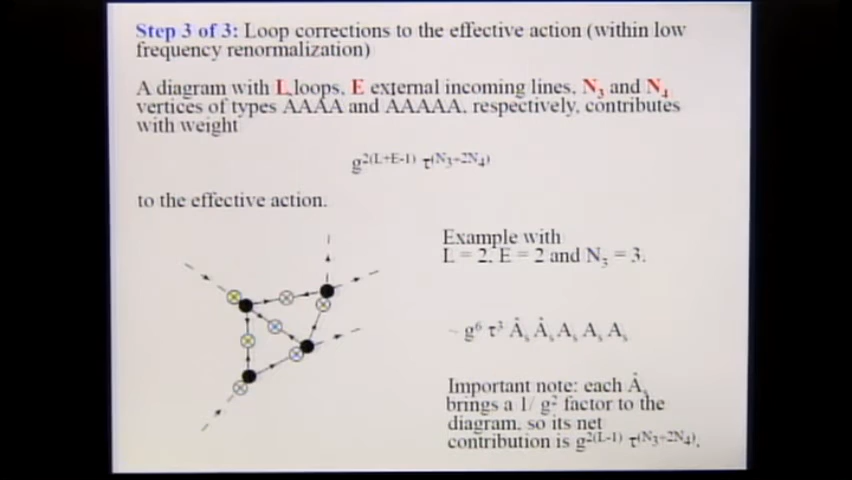 Step 3 of 3: Loop corrections to the effective action (within low
frequency renormalization)
A diagram with L loops, E external incoming lines, N₃ and N₄
vertices of types AAAA and AAAAA, respectively, contributes
with weight
g^2(L+E-1) τ^(N₃+2N₄)
to the effective action.
Example with
L = 2, E = 2 and N₃ = 3.
~ g⁶ τ³ Âₛ Âₛ Aₛ Aₛ Aₛ
Important note: each Âₛ
brings a 1/ g² factor to the
diagram, so its net
contribution is g^2(L-1) τ^(N₃+2N₄).